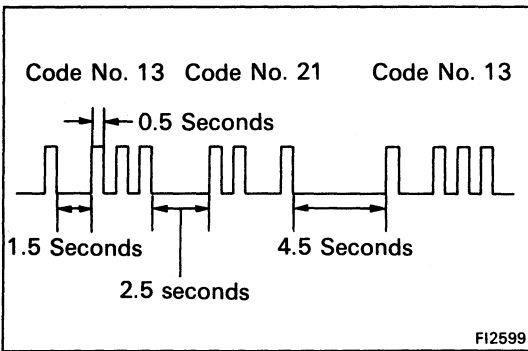 Code No. 13 Code No. 21 Code No. 13
0.5 Seconds
1.5 Seconds 4.5 Seconds
2.5 seconds
FI2599